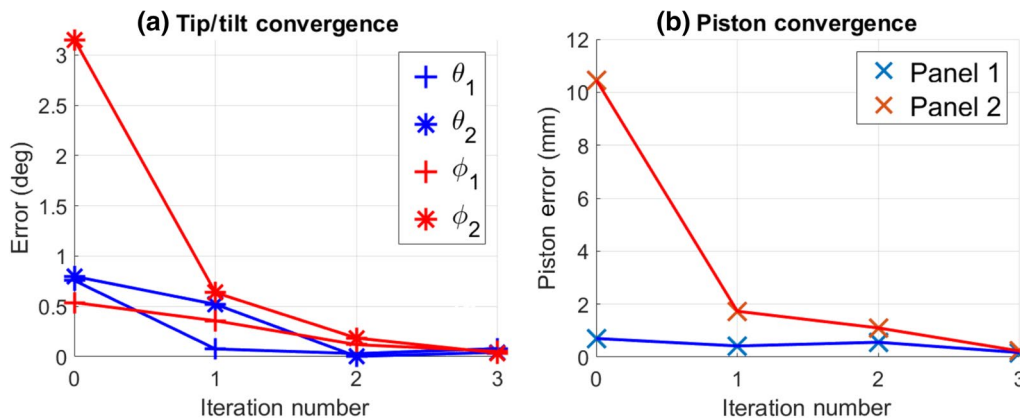 (a) Tip/tilt convergence
3
2.5
2
1.5
1
0.5
0
Error (deg)
θ1
θ2
ϕ1
ϕ2
0 1 2 3
Iteration number
(b) Piston convergence
12
10
8
6
4
2
0
Piston error (mm)
Panel 1
Panel 2
0 1 2 3
Iteration number